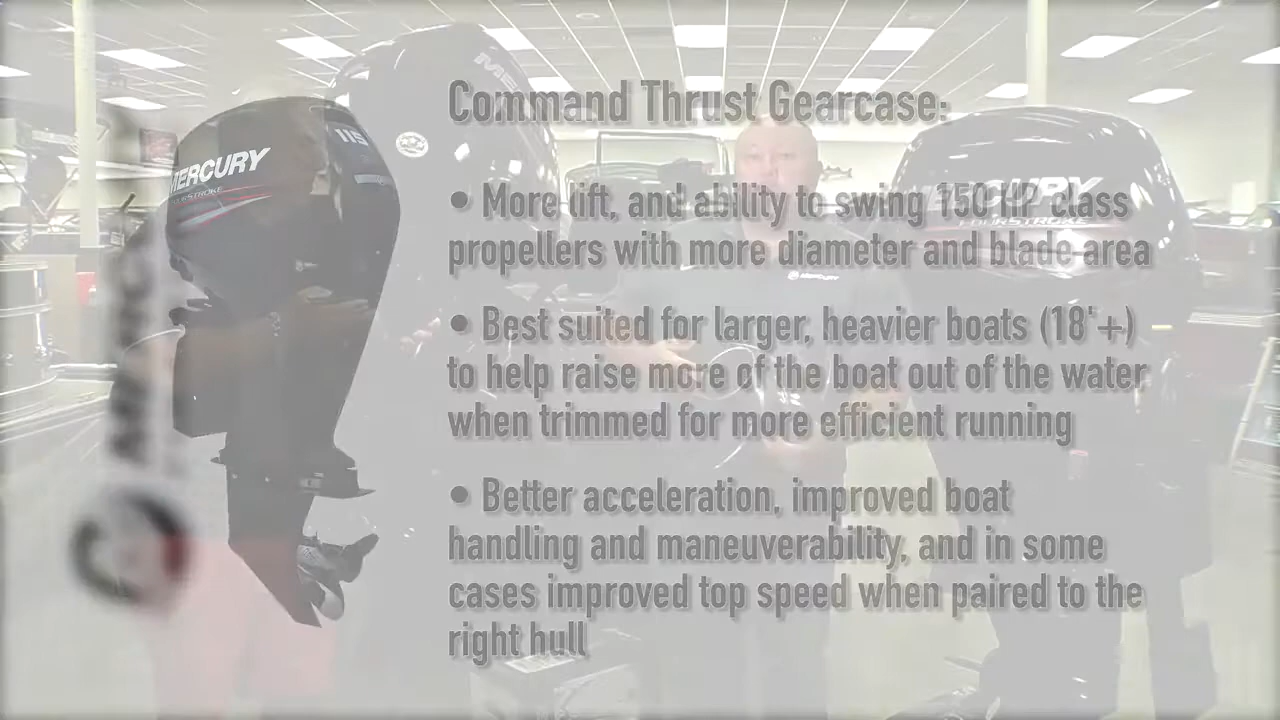 Command Thrust Gearcase:
• More lift, and ability to swing 150 HP class
propellers with more diameter and blade area
• Best suited for larger, heavier boats (18'+)
to help raise more of the boat out of the water
when trimmed for more efficient running
• Better acceleration, improved boat
handling and maneuverability, and in some
cases improved top speed when paired to the
right hull
MERCURY
115
MERCURY
FOURSTROKE